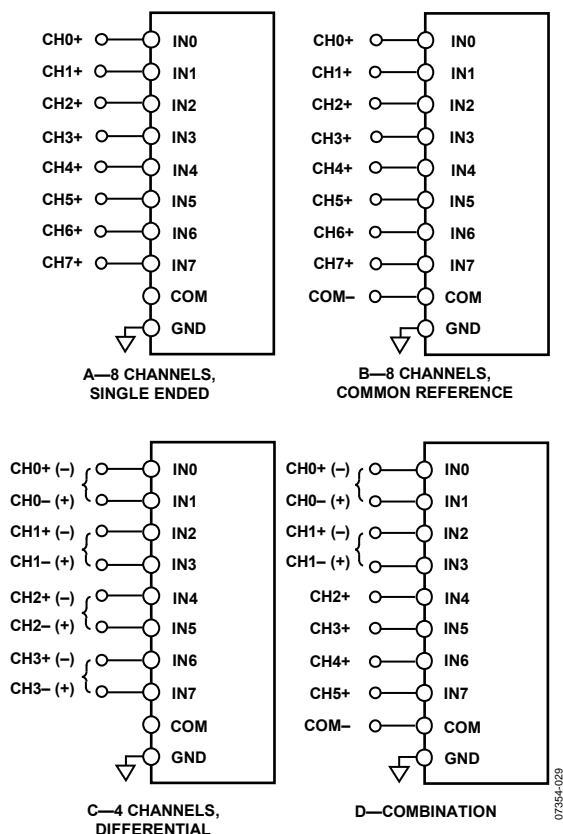 CH0+ IN0
CH1+ IN1
CH2+ IN2
CH3+ IN3
CH4+ IN4
CH5+ IN5
CH6+ IN6
CH7+ IN7
COM
GND
A—8 CHANNELS,
SINGLE ENDED
CH0+ IN0
CH1+ IN1
CH2+ IN2
CH3+ IN3
CH4+ IN4
CH5+ IN5
CH6+ IN6
CH7+ IN7
COM– COM
GND
B—8 CHANNELS,
COMMON REFERENCE
CH0+ (–) IN0
CH0– (+) IN1
CH1+ (–) IN2
CH1– (+) IN3
CH2+ (–) IN4
CH2– (+) IN5
CH3+ (–) IN6
CH3– (+) IN7
COM
GND
C—4 CHANNELS,
DIFFERENTIAL
CH0+ (–) IN0
CH0– (+) IN1
CH1+ (–) IN2
CH1– (+) IN3
CH2+ IN4
CH3+ IN5
CH4+ IN6
CH5+ IN7
COM– COM
GND
D—COMBINATION
07354-029